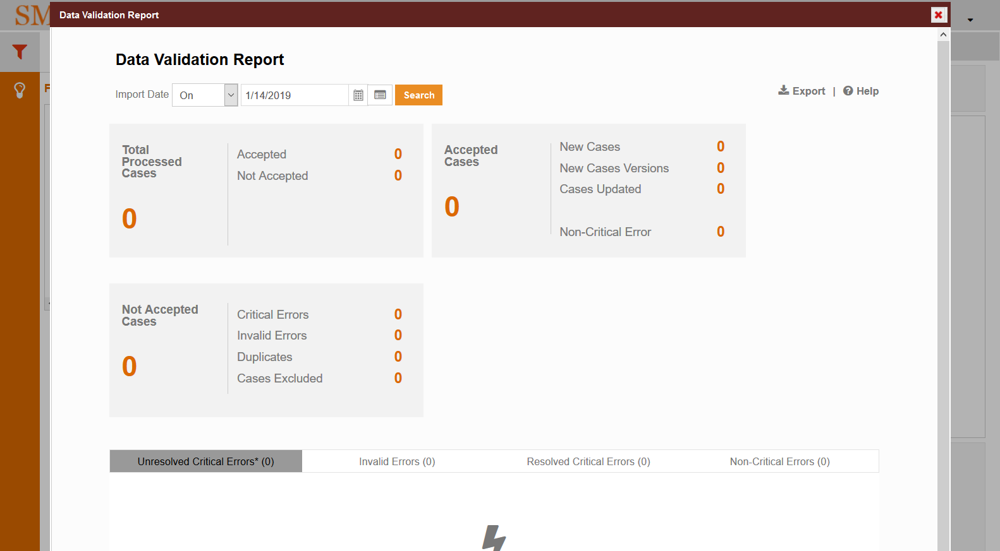 SM
Data Validation Report
F
Data Validation Report
Import Date On 1/14/2019 Search
Export | Help
Total
Processed
Cases
0
Accepted 0
Not Accepted 0
Accepted
Cases
0
New Cases 0
New Cases Versions 0
Cases Updated 0
Non-Critical Error 0
Not Accepted
Cases
0
Critical Errors 0
Invalid Errors 0
Duplicates 0
Cases Excluded 0
Unresolved Critical Errors* (0) Invalid Errors (0) Resolved Critical Errors (0) Non-Critical Errors (0)